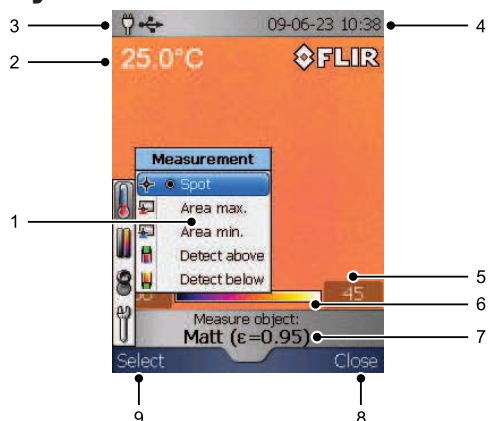 3
09-06-23 10:38
4
2
25.0°C
FLIR
Measurement
Spot
Area max.
1
Area min.
Detect above
Detect below
5
45
6
Measure object:
Matt (ε=0.95)
7
Select
Close
9
8